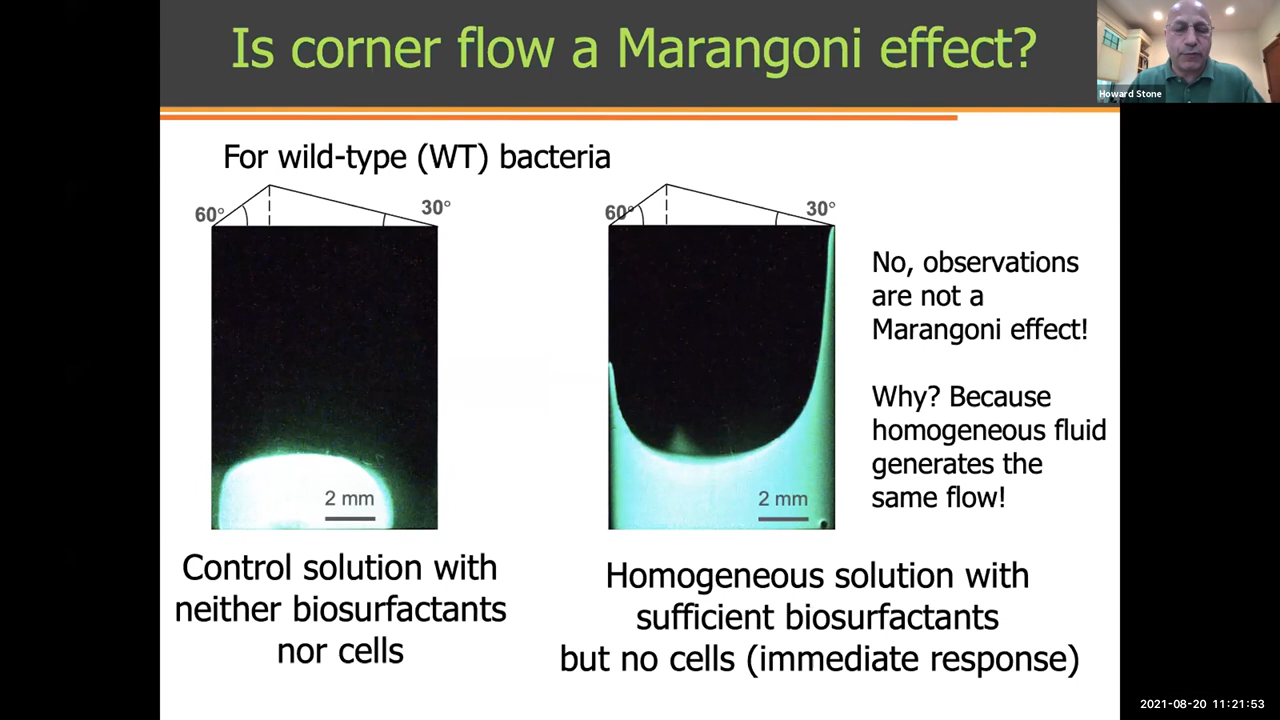 Is corner flow a Marangoni effect?
Howard Stone
For wild-type (WT) bacteria
60°
30°
60°
30°
No, observations
are not a
Marangoni effect!
Why? Because
homogeneous fluid
generates the
same flow!
2 mm
2 mm
Control solution with
neither biosurfactants
nor cells
Homogeneous solution with
sufficient biosurfactants
but no cells (immediate response)
2021-08-20 11:21:53